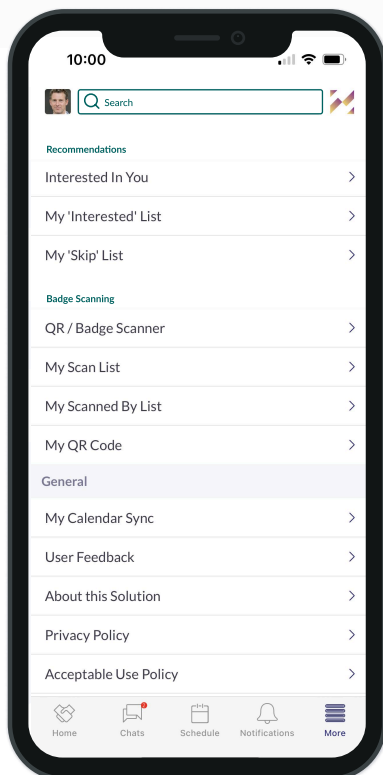 10:00
Search
Recommendations
Interested In You
My 'Interested' List
My 'Skip' List
Badge Scanning
QR / Badge Scanner
My Scan List
My Scanned By List
My QR Code
General
My Calendar Sync
User Feedback
About this Solution
Privacy Policy
Acceptable Use Policy
Home
Chats
Schedule
Notifications
More